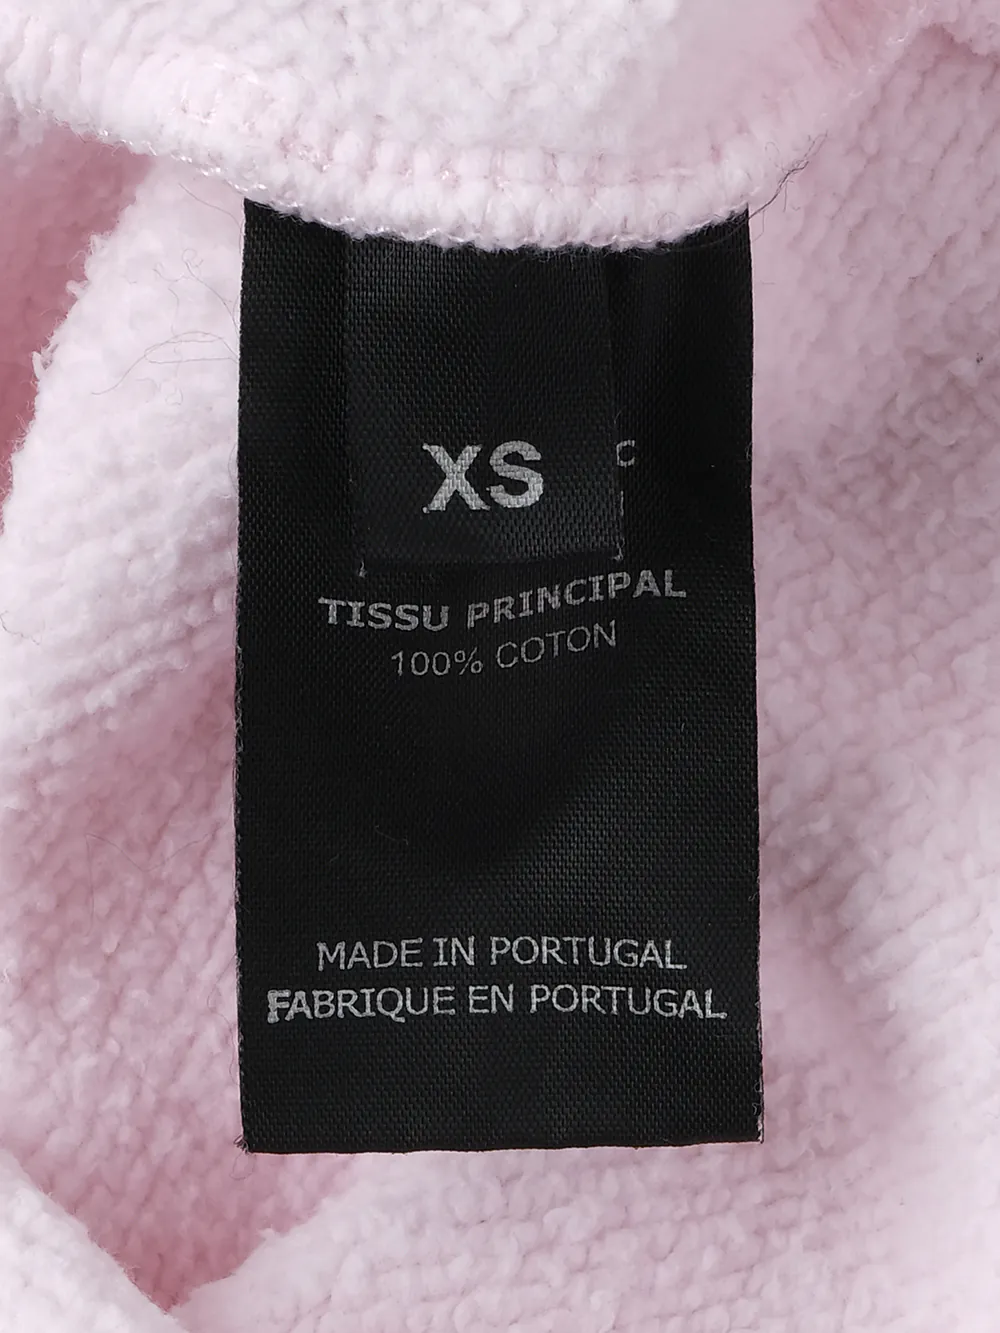 XS
C
TISSU PRINCIPAL
100% COTON
MADE IN PORTUGAL
FABRIQUE EN PORTUGAL